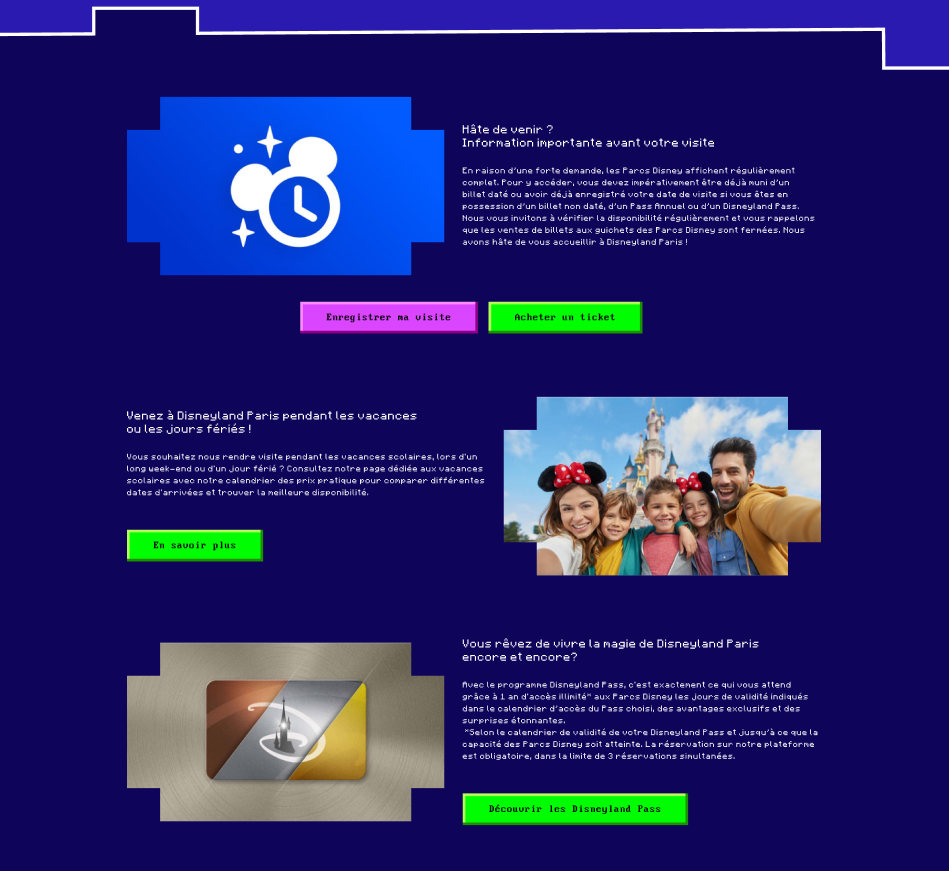 Hâte de venir ?
Information importante avant votre visite
En raison d'une forte demande, les Parcs Disney affichent régulièrement
complet. Pour y accéder, vous devez impérativement être déjà muni d'un
billet daté ou avoir déjà enregistré votre date de visite si vous êtes en
possession d'un billet non daté, d'un Pass Annuel ou d'un Disneyland Pass.
Nous vous invitons à vérifier la disponibilité régulièrement et vous rappelons
que les ventes de billets aux guichets des Parcs Disney sont fermées. Nous
avons hâte de vous accueillir à Disneyland Paris !
Enregistrer ma visite
Acheter un ticket
Venez à Disneyland Paris pendant les vacances
ou les jours fériés !
Vous souhaitez nous rendre visite pendant les vacances scolaires, lors d'un
long week-end ou d'un jour férié ? Consultez notre page dédiée aux vacances
scolaires avec notre calendrier des prix pratique pour comparer différentes
dates d'arrivées et trouver la meilleure disponibilité.
En savoir plus
Vous rêvez de vivre la magie de Disneyland Paris
encore et encore?
Avec le programme Disneyland Pass, c'est exactement ce qui vous attend
grâce à 1 an d'accès illimité* aux Parcs Disney les jours de validité indiqués
dans le calendrier d'accès du Pass choisi, des avantages exclusifs et des
surprises étonnantes.
*Selon le calendrier de validité de votre Disneyland Pass et jusqu'à ce que la
capacité des Parcs Disney soit atteinte. La réservation sur notre plateforme
est obligatoire, dans la limite de 3 réservations simultanées.
Découvrir les Disneyland Pass